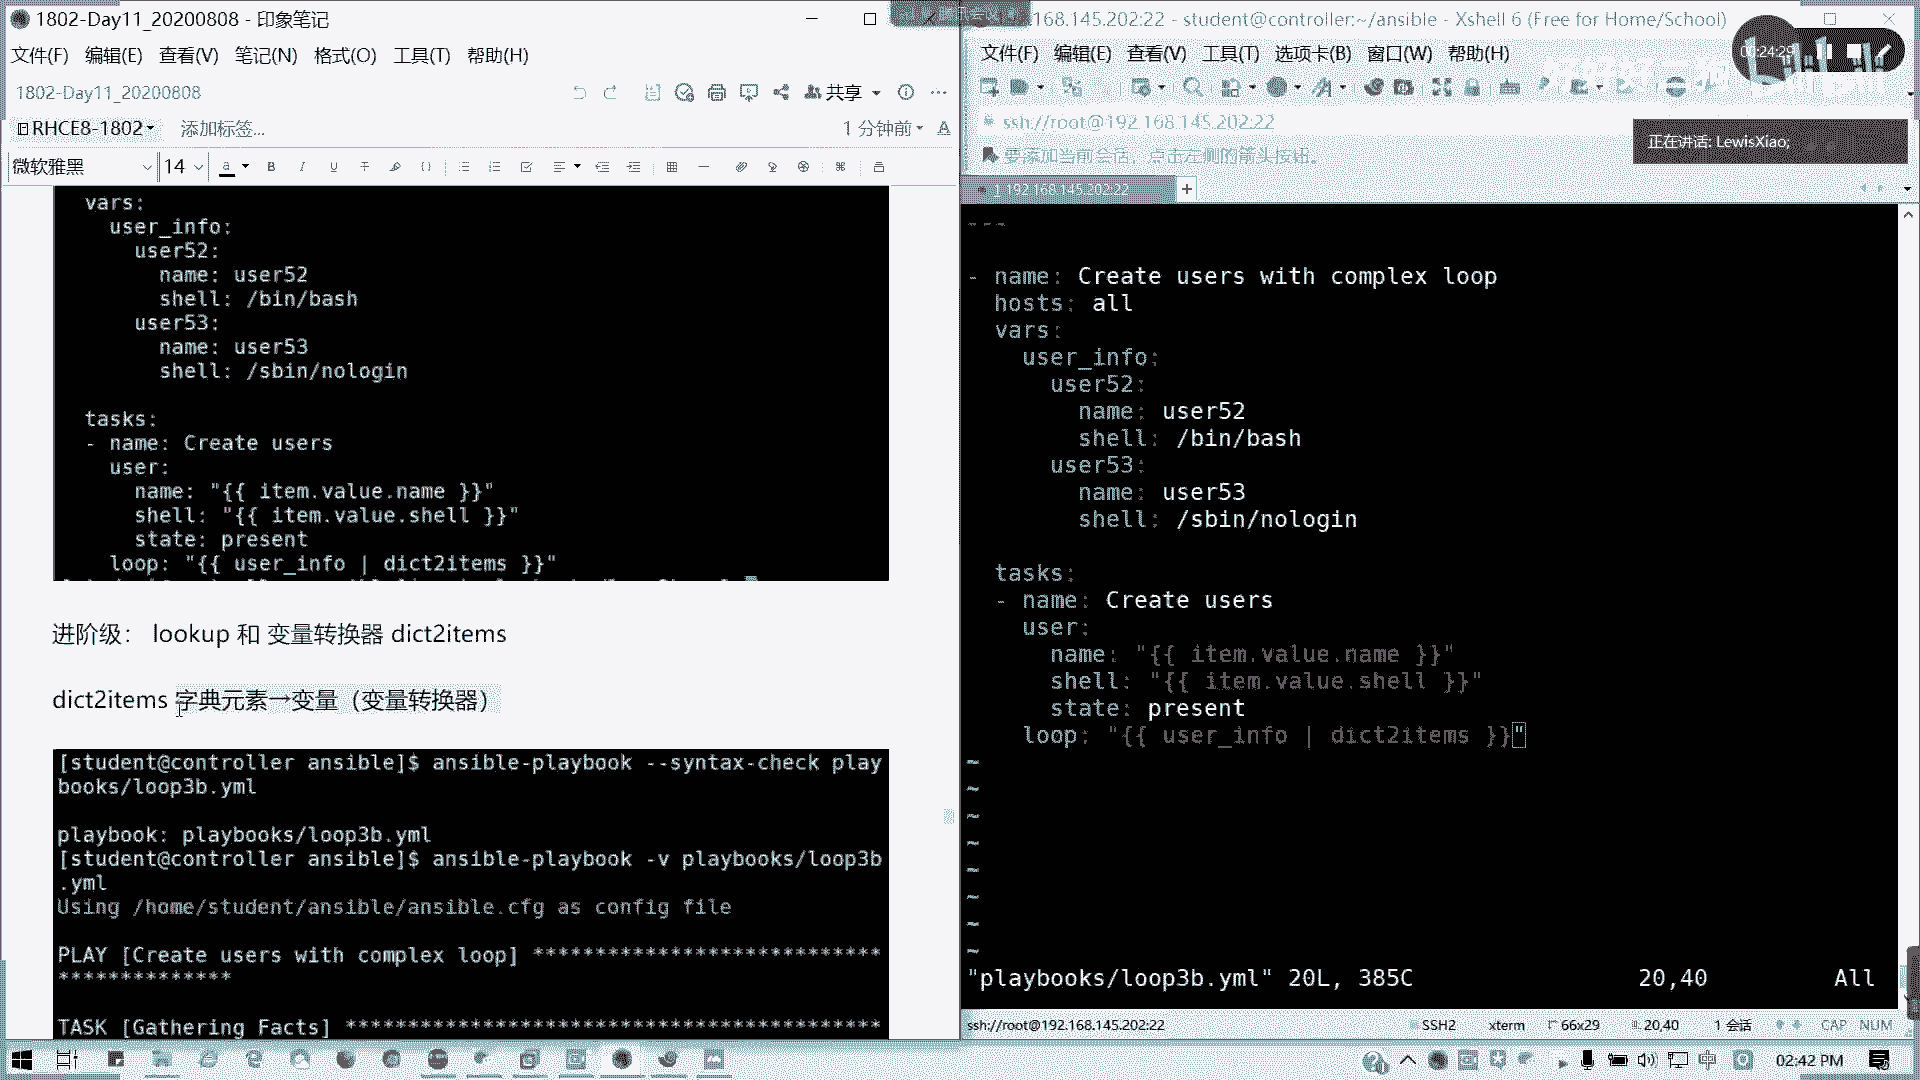 1802-Day11_20200808 - 印象笔记
文件(F) 编辑(E) 查看(V) 笔记(N) 格式(O) 工具(T) 帮助(H)
1802-Day11_20200808
共享
RHCE8-1802
添加标签...
1 分钟前
微软雅黑
14
vars:
user_info:
user52:
name: user52
shell: /bin/bash
user53:
name: user53
shell: /sbin/nologin
tasks:
- name: Create users
user:
name: "{{ item.value.name }}"
shell: "{{ item.value.shell }}"
state: present
loop: "{{ user_info | dict2items }}"
进阶级： lookup 和 变量转换器 dict2items
dict2items 字典元素→变量（变量转换器）
[student@controller ansible]$ ansible-playbook --syntax-check play
books/loop3b.yml
playbook: playbooks/loop3b.yml
[student@controller ansible]$ ansible-playbook -v playbooks/loop3b
.yml
Using /home/student/ansible/ansible.cfg as config file
PLAY [Create users with complex loop] ****************************
**************
TASK [Gathering Facts] *******************************************
168.145.202:22 - student@controller:~/ansible - Xshell 6 (Free for Home/School)
文件(F) 编辑(E) 查看(V) 工具(T) 选项卡(B) 窗口(W) 帮助(H)
00:24:29
ssh://root@192.168.145.202:22
要添加当前会话，点击左侧的箭头按钮。
正在讲话: LewisXiao;
1 192.168.145.202:22
---
- name: Create users with complex loop
hosts: all
vars:
user_info:
user52:
name: user52
shell: /bin/bash
user53:
name: user53
shell: /sbin/nologin
tasks:
- name: Create users
user:
name: "{{ item.value.name }}"
shell: "{{ item.value.shell }}"
state: present
loop: "{{ user_info | dict2items }}"
~
~
~
~
~
~
~
~
"playbooks/loop3b.yml" 20L, 385C 20,40 All
ssh://root@192.168.145.202:22 SSH2 xterm 66x29 20,40 1 会话 CAP NUM
中
02:42 PM